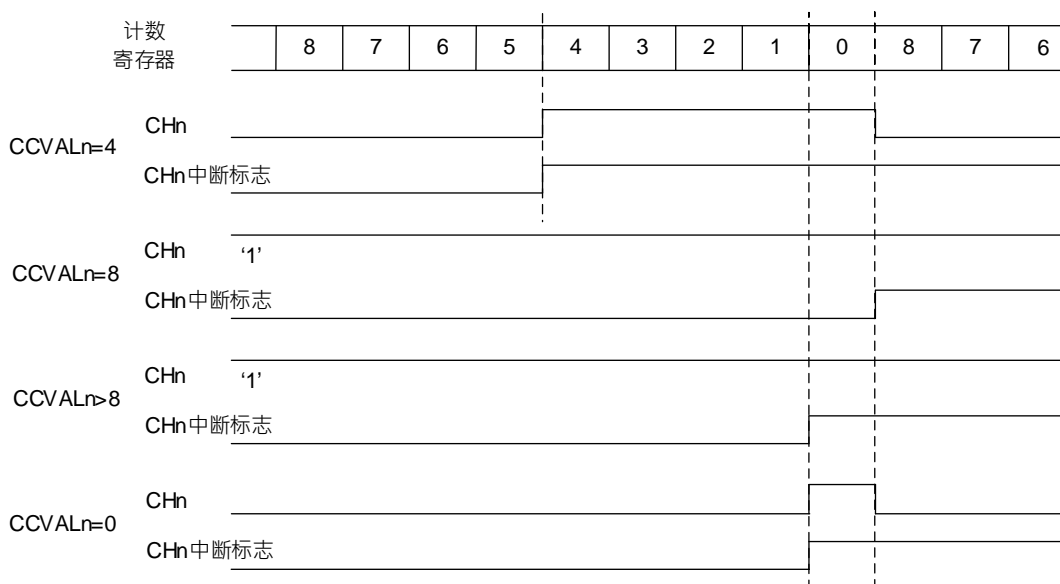 计数
寄存器
8 7 6 5 4 3 2 1 0 8 7 6
CCVALn=4
CHn
CHn中断标志
CCVALn=8
CHn ‘1’
CHn中断标志
CCVALn>8
CHn ‘1’
CHn中断标志
CCVALn=0
CHn
CHn中断标志